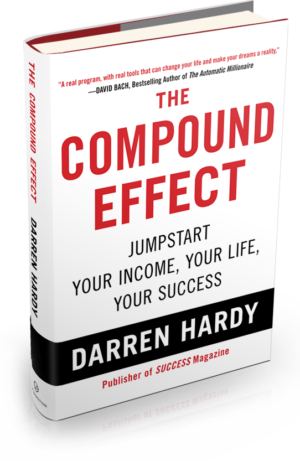 "A real program, with real tools that can change your life and make your dreams a reality."
—DAVID BACH, Bestselling Author of The Automatic Millionaire
THE
COMPOUND
EFFECT
JUMPSTART
YOUR INCOME, YOUR LIFE,
YOUR SUCCESS
DARREN HARDY
Publisher of SUCCESS Magazine
THE COMPOUND EFFECT
DARREN HARDY